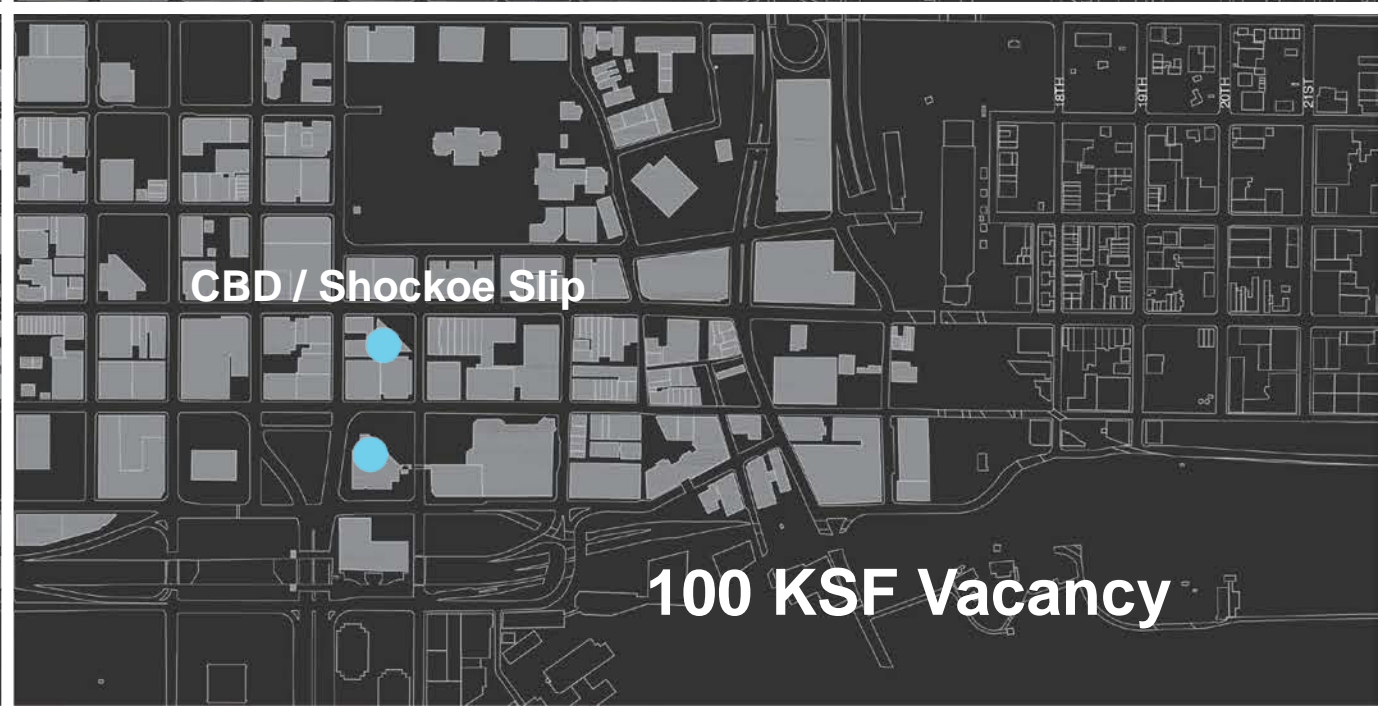 18TH
19TH
20TH
21ST
CBD / Shockoe Slip
100 KSF Vacancy